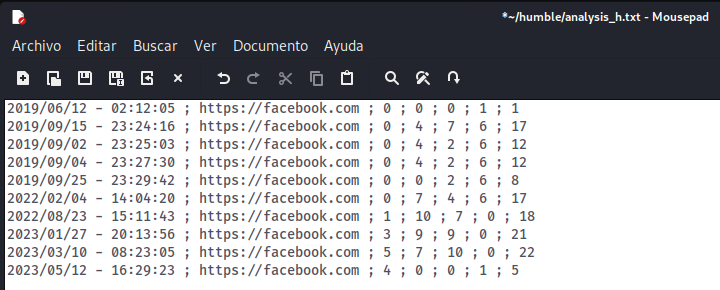 *~/humble/analysis_h.txt - Mousepad
Archivo Editar Buscar Ver Documento Ayuda
2019/06/12 - 02:12:05 ; https://facebook.com ; 0 ; 0 ; 0 ; 1 ; 1
2019/09/15 - 23:24:16 ; https://facebook.com ; 0 ; 4 ; 7 ; 6 ; 17
2019/09/02 - 23:25:03 ; https://facebook.com ; 0 ; 4 ; 2 ; 6 ; 12
2019/09/04 - 23:27:30 ; https://facebook.com ; 0 ; 4 ; 2 ; 6 ; 12
2019/09/25 - 23:29:42 ; https://facebook.com ; 0 ; 0 ; 2 ; 6 ; 8
2022/02/04 - 14:04:20 ; https://facebook.com ; 0 ; 7 ; 4 ; 6 ; 17
2022/08/23 - 15:11:43 ; https://facebook.com ; 1 ; 10 ; 7 ; 0 ; 18
2023/01/27 - 20:13:56 ; https://facebook.com ; 3 ; 9 ; 9 ; 0 ; 21
2023/03/10 - 08:23:05 ; https://facebook.com ; 5 ; 7 ; 10 ; 0 ; 22
2023/05/12 - 16:29:23 ; https://facebook.com ; 4 ; 0 ; 0 ; 1 ; 5